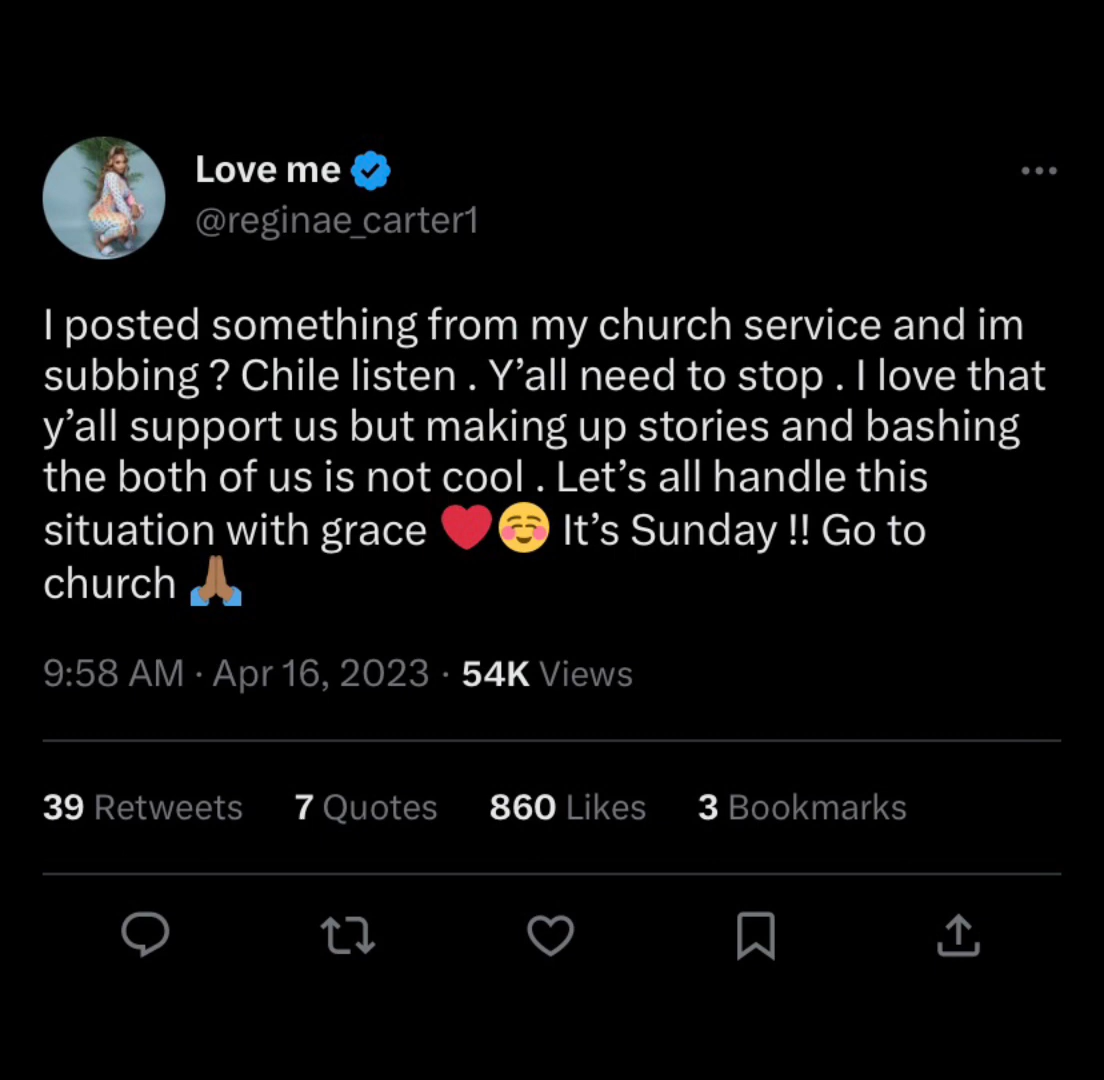 Love me
@reginae_carter1
I posted something from my church service and im
subbing ? Chile listen . Y’all need to stop . I love that
y’all support us but making up stories and bashing
the both of us is not cool . Let’s all handle this
situation with grace ❤️☺️ It’s Sunday !! Go to
church 🙏🏽
9:58 AM · Apr 16, 2023 · 54K Views
39 Retweets 7 Quotes 860 Likes 3 Bookmarks